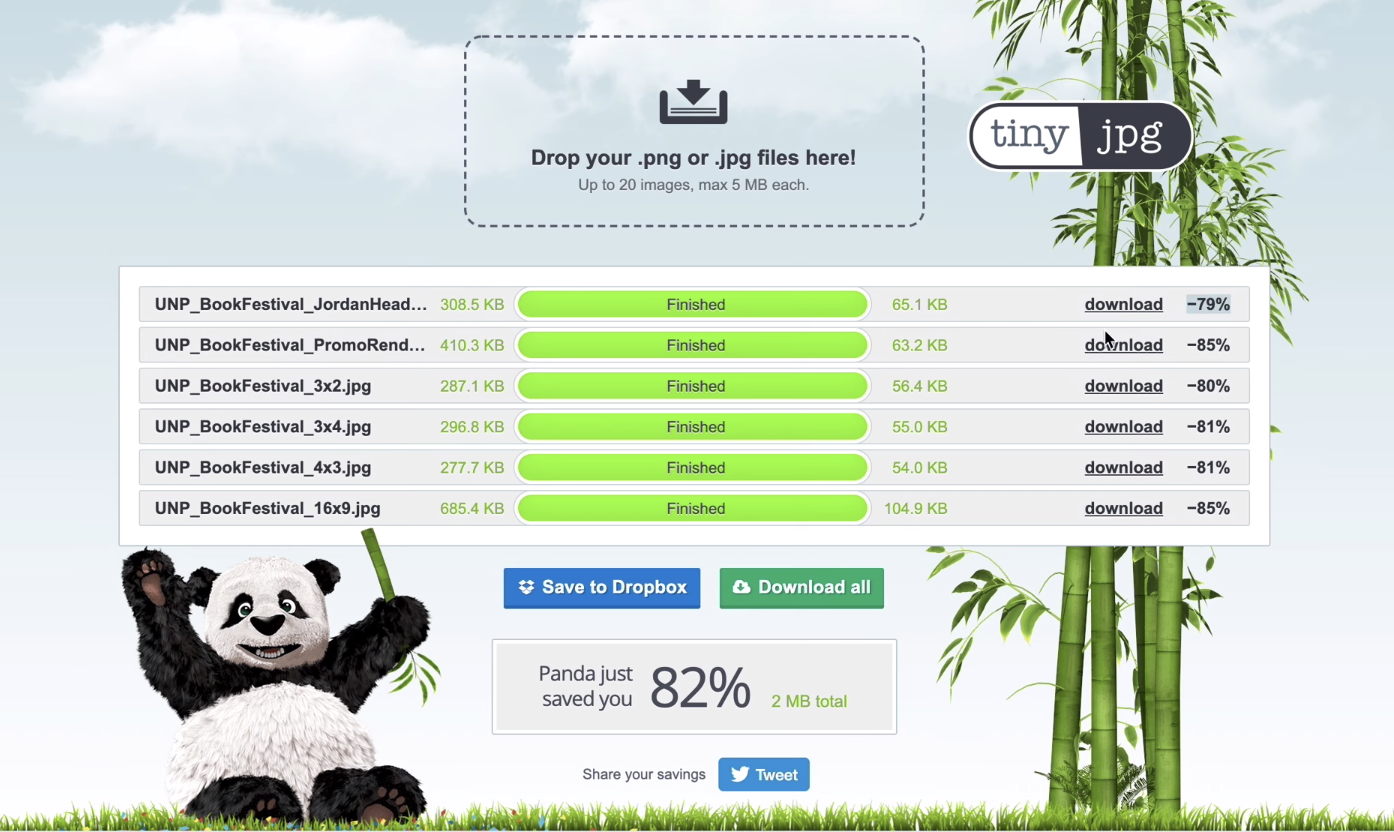 Drop your .png or .jpg files here!
Up to 20 images, max 5 MB each.
tiny jpg
UNP_BookFestival_JordanHead... 308.5 KB Finished 65.1 KB download −79%
UNP_BookFestival_PromoRend... 410.3 KB Finished 63.2 KB download −85%
UNP_BookFestival_3x2.jpg 287.1 KB Finished 56.4 KB download −80%
UNP_BookFestival_3x4.jpg 296.8 KB Finished 55.0 KB download −81%
UNP_BookFestival_4x3.jpg 277.7 KB Finished 54.0 KB download −81%
UNP_BookFestival_16x9.jpg 685.4 KB Finished 104.9 KB download −85%
Save to Dropbox Download all
Panda just
saved you 82% 2 MB total
Share your savings Tweet